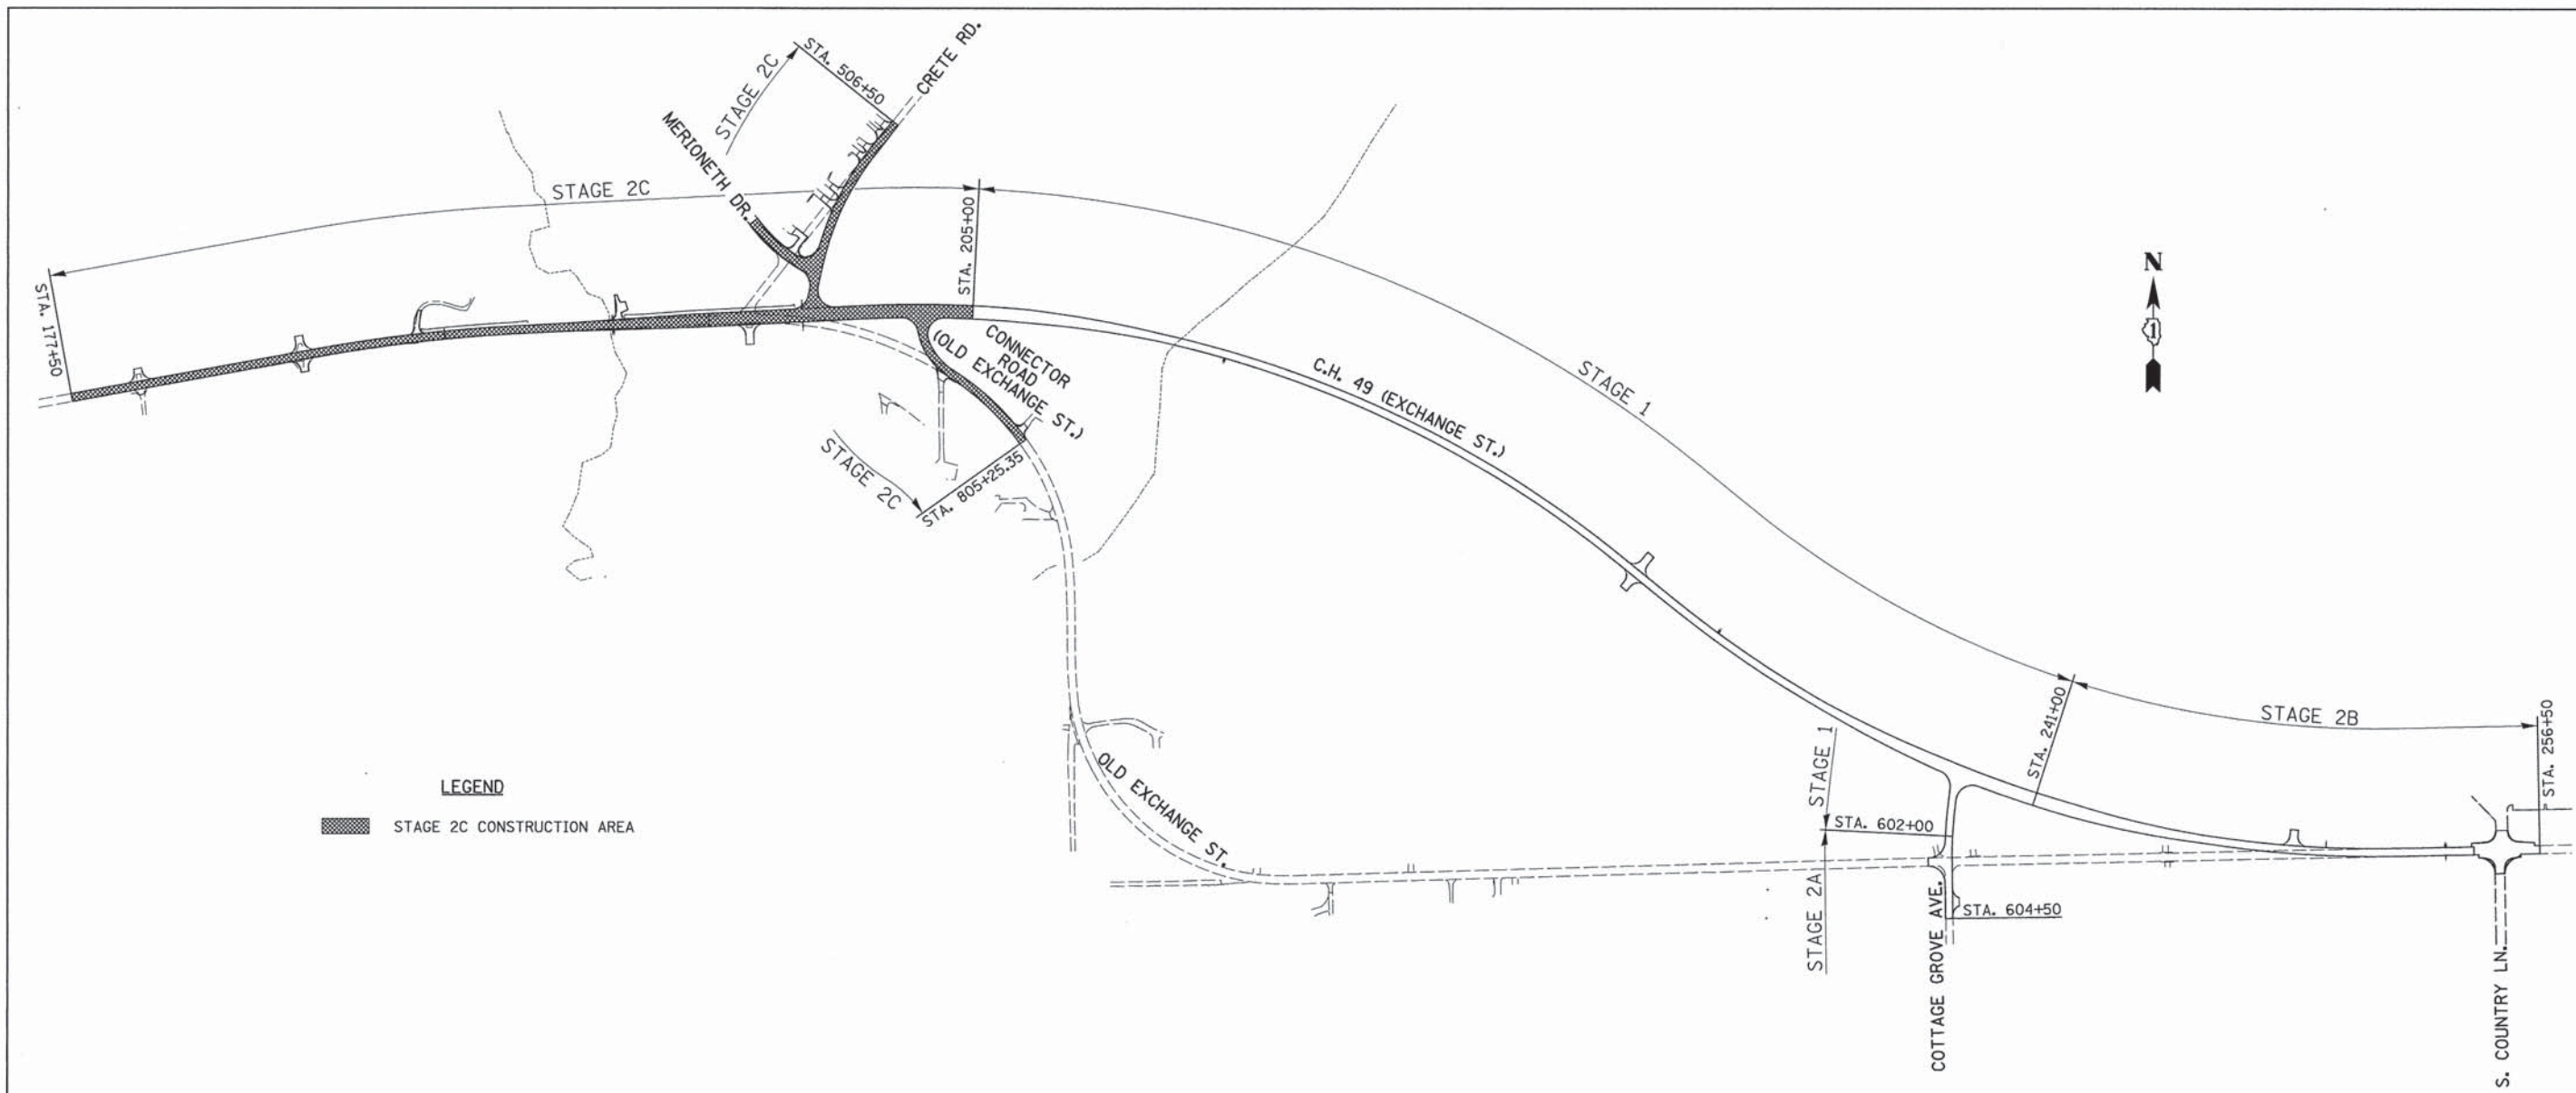 CRETE RD.
STA. 506+50
STAGE 2C
MERIONETH DR.
STAGE 2C
STA. 205+00
STA. 177+50
N
1
CONNECTOR
ROAD
(OLD EXCHANGE ST.)
C.H. 49 (EXCHANGE ST.)
STAGE 1
STAGE 2C
STA. 805+25.35
STA. 241+00
STAGE 2B
STA. 256+50
STAGE 1
LEGEND
STAGE 2C CONSTRUCTION AREA
OLD EXCHANGE ST.
STA. 602+00
STAGE 2A
STA. 604+50
COTTAGE GROVE AVE.
S. COUNTRY LN.